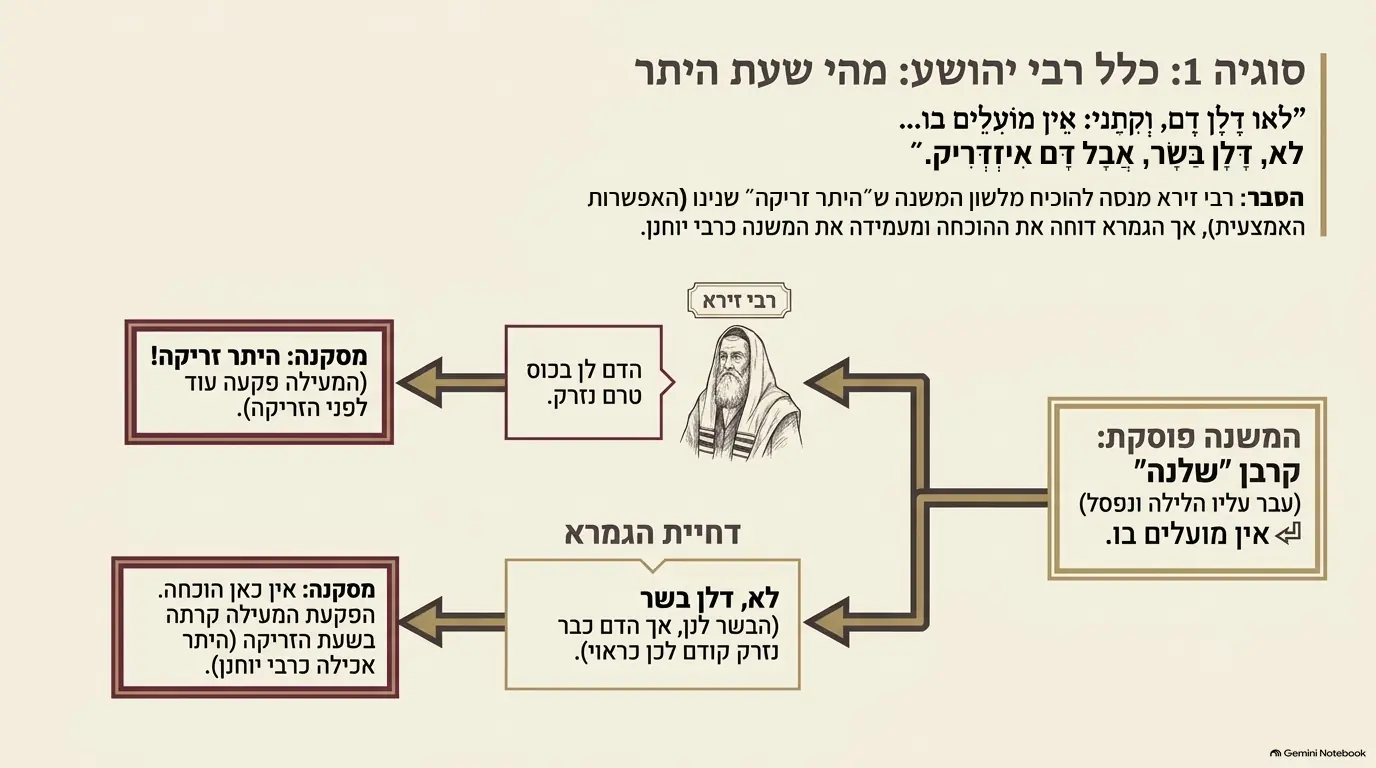 סוגיה 1: כלל רבי יהושע: מהי שעת היתר
"לאו דָּלָן דָּם, וְקָתָנֵי: אֵין מוֹעֲלִים בו...
לא, דָּלָן בַּשָּׂר, אֲבָל דָּם אִיזְדְּרִיק."
הסבר: רבי זירא מנסה להוכיח מלשון המשנה ש"היתר זריקה" שנינו (האפשרות
האמצעית), אך הגמרא דוחה את ההוכחה ומעמידה את המשנה כרבי יוחנן.
המשנה פוסקת:
קרבן "שלנה"
(עבר עליו הלילה ונפסל)
אין מועלים בו.
רבי זירא
הדם לן בכוס
טרם נזרק.
מסקנה: היתר זריקה!
(המעילה פקעה עוד
לפני הזריקה).
דחיית הגמרא
לא, דלן בשר
(הבשר לנן, אך הדם כבר
נזרק קודם לכן כראוי).
מסקנה: אין כאן הוכחה.
הפקעת המעילה קרתה
בשעת הזריקה (היתר
אכילה כרבי יוחנן).
Gemini Notebook